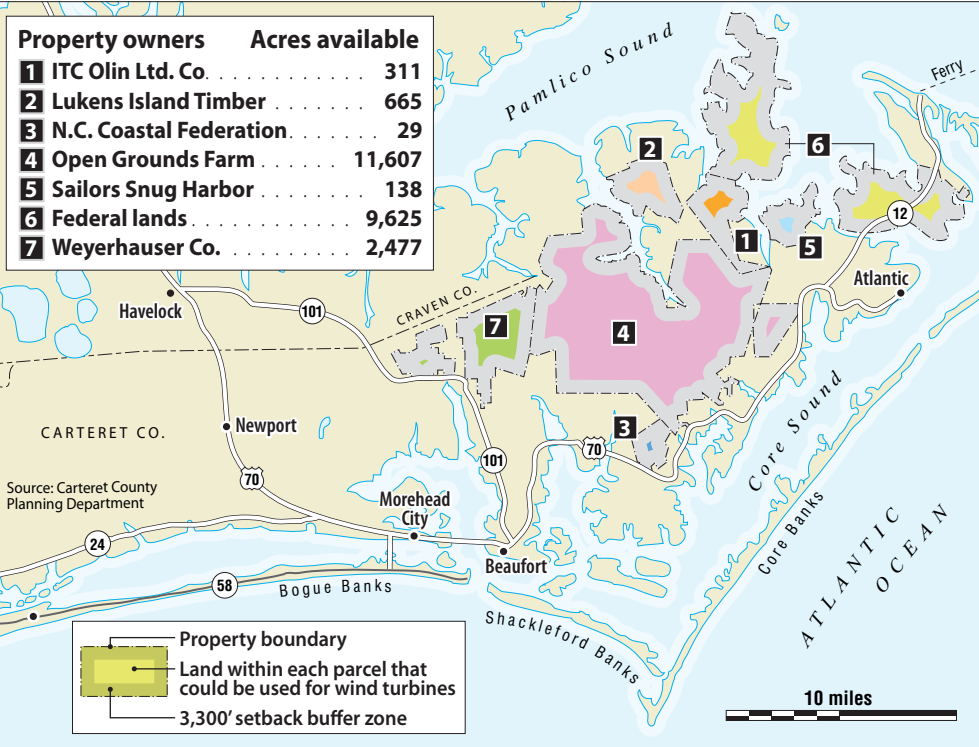 Property owners Acres available
1 ITC Olin Ltd. Co. . . . . . . . . . . . . 311
2 Lukens Island Timber . . . . . . . 665
3 N.C. Coastal Federation. . . . . . . 29
4 Open Grounds Farm . . . . . . 11,607
5 Sailors Snug Harbor . . . . . . . . 138
6 Federal lands . . . . . . . . . . . . 9,625
7 Weyerhauser Co. . . . . . . . . . 2,477
Pamlico Sound
Ferry
2
6
12
1
5
Atlantic
Havelock
101
CRAVEN CO.
7
4
3
CARTERET CO.
Newport
70
101
70
Core Sound
Source: Carteret County
Planning Department
Morehead
City
24
Beaufort
58
Bogue Banks
Shackleford Banks
Core Banks
ATLANTIC
OCEAN
Property boundary
Land within each parcel that
could be used for wind turbines
3,300' setback buffer zone
10 miles